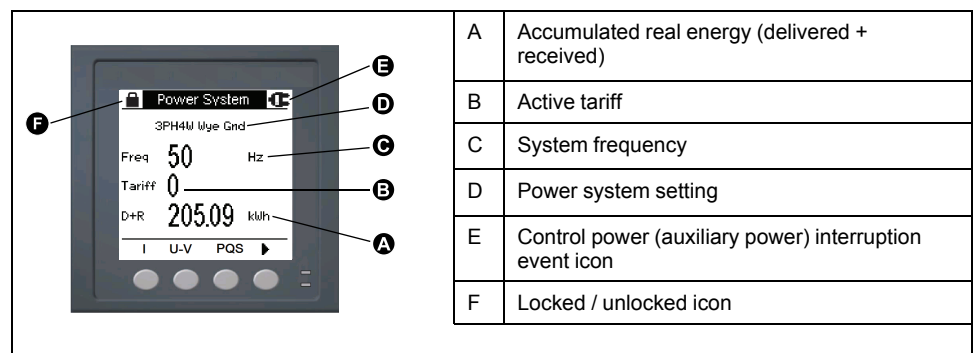 Power System
3PH4W Wye Gnd
Freq 50 Hz
Tariff 0
D+R 205.09 kWh
I U-V PQS
E
D
F
C
B
A
A Accumulated real energy (delivered +
received)
B Active tariff
C System frequency
D Power system setting
E Control power (auxiliary power) interruption
event icon
F Locked / unlocked icon